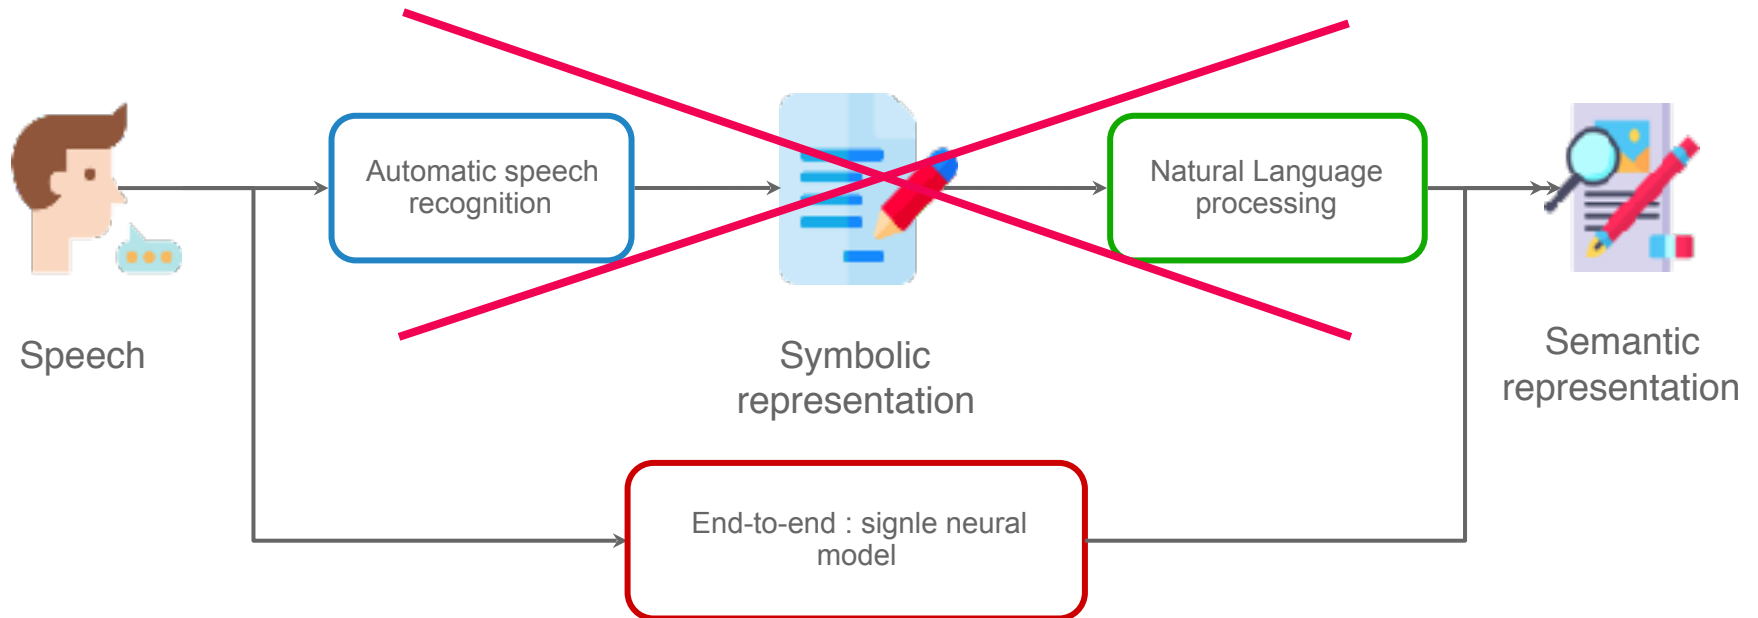 Automatic speech
recognition
Natural Language
processing
Speech
Symbolic
representation
Semantic
representation
End-to-end : signle neural
model